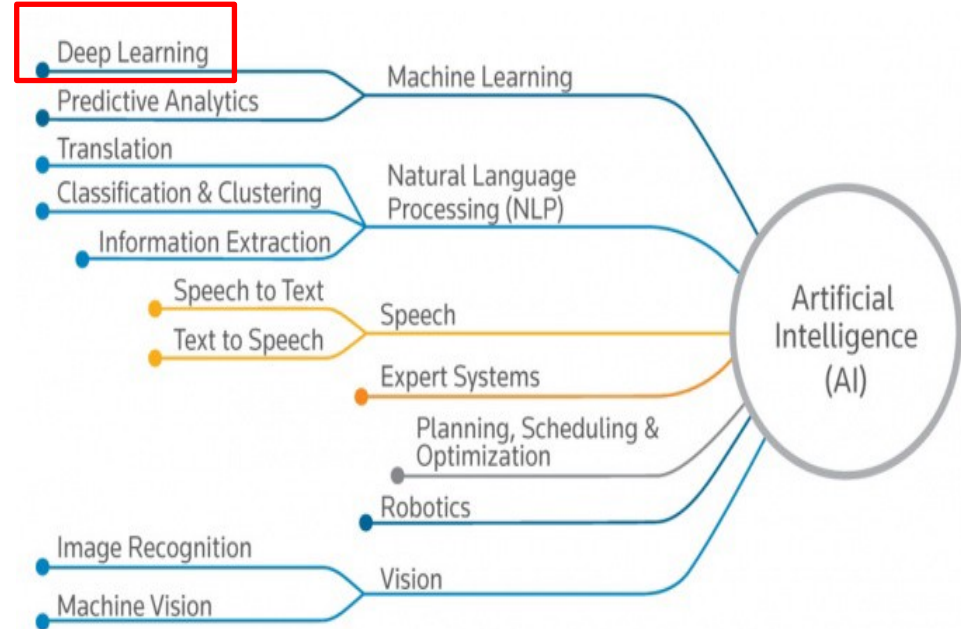 Deep Learning
Machine Learning
Predictive Analytics
Translation
Classification & Clustering
Natural Language
Processing (NLP)
Information Extraction
Speech to Text
Speech
Text to Speech
Expert Systems
Planning, Scheduling &
Optimization
Robotics
Image Recognition
Vision
Machine Vision
Artificial
Intelligence
(AI)